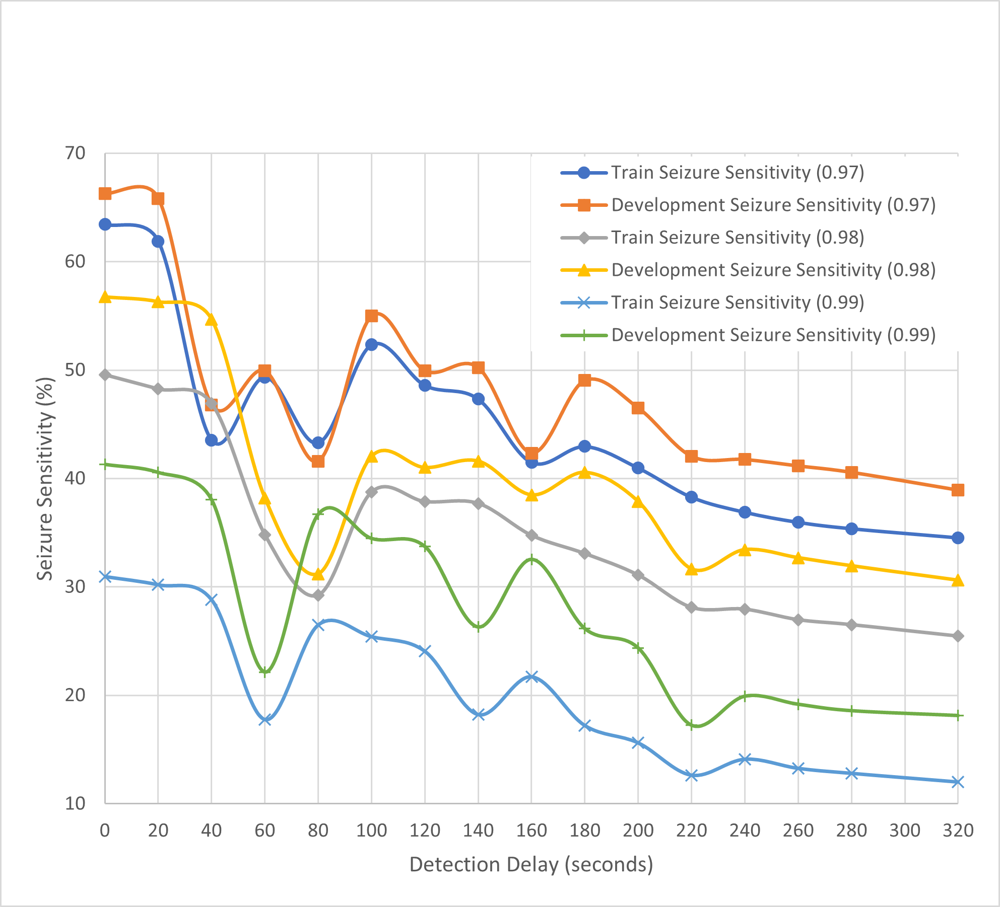 70
60
50
40
30
20
10
Seizure Sensitivity (%)
Train Seizure Sensitivity (0.97)
Development Seizure Sensitivity (0.97)
Train Seizure Sensitivity (0.98)
Development Seizure Sensitivity (0.98)
Train Seizure Sensitivity (0.99)
Development Seizure Sensitivity (0.99)
0 20 40 60 80 100 120 140 160 180 200 220 240 260 280 300 320
Detection Delay (seconds)